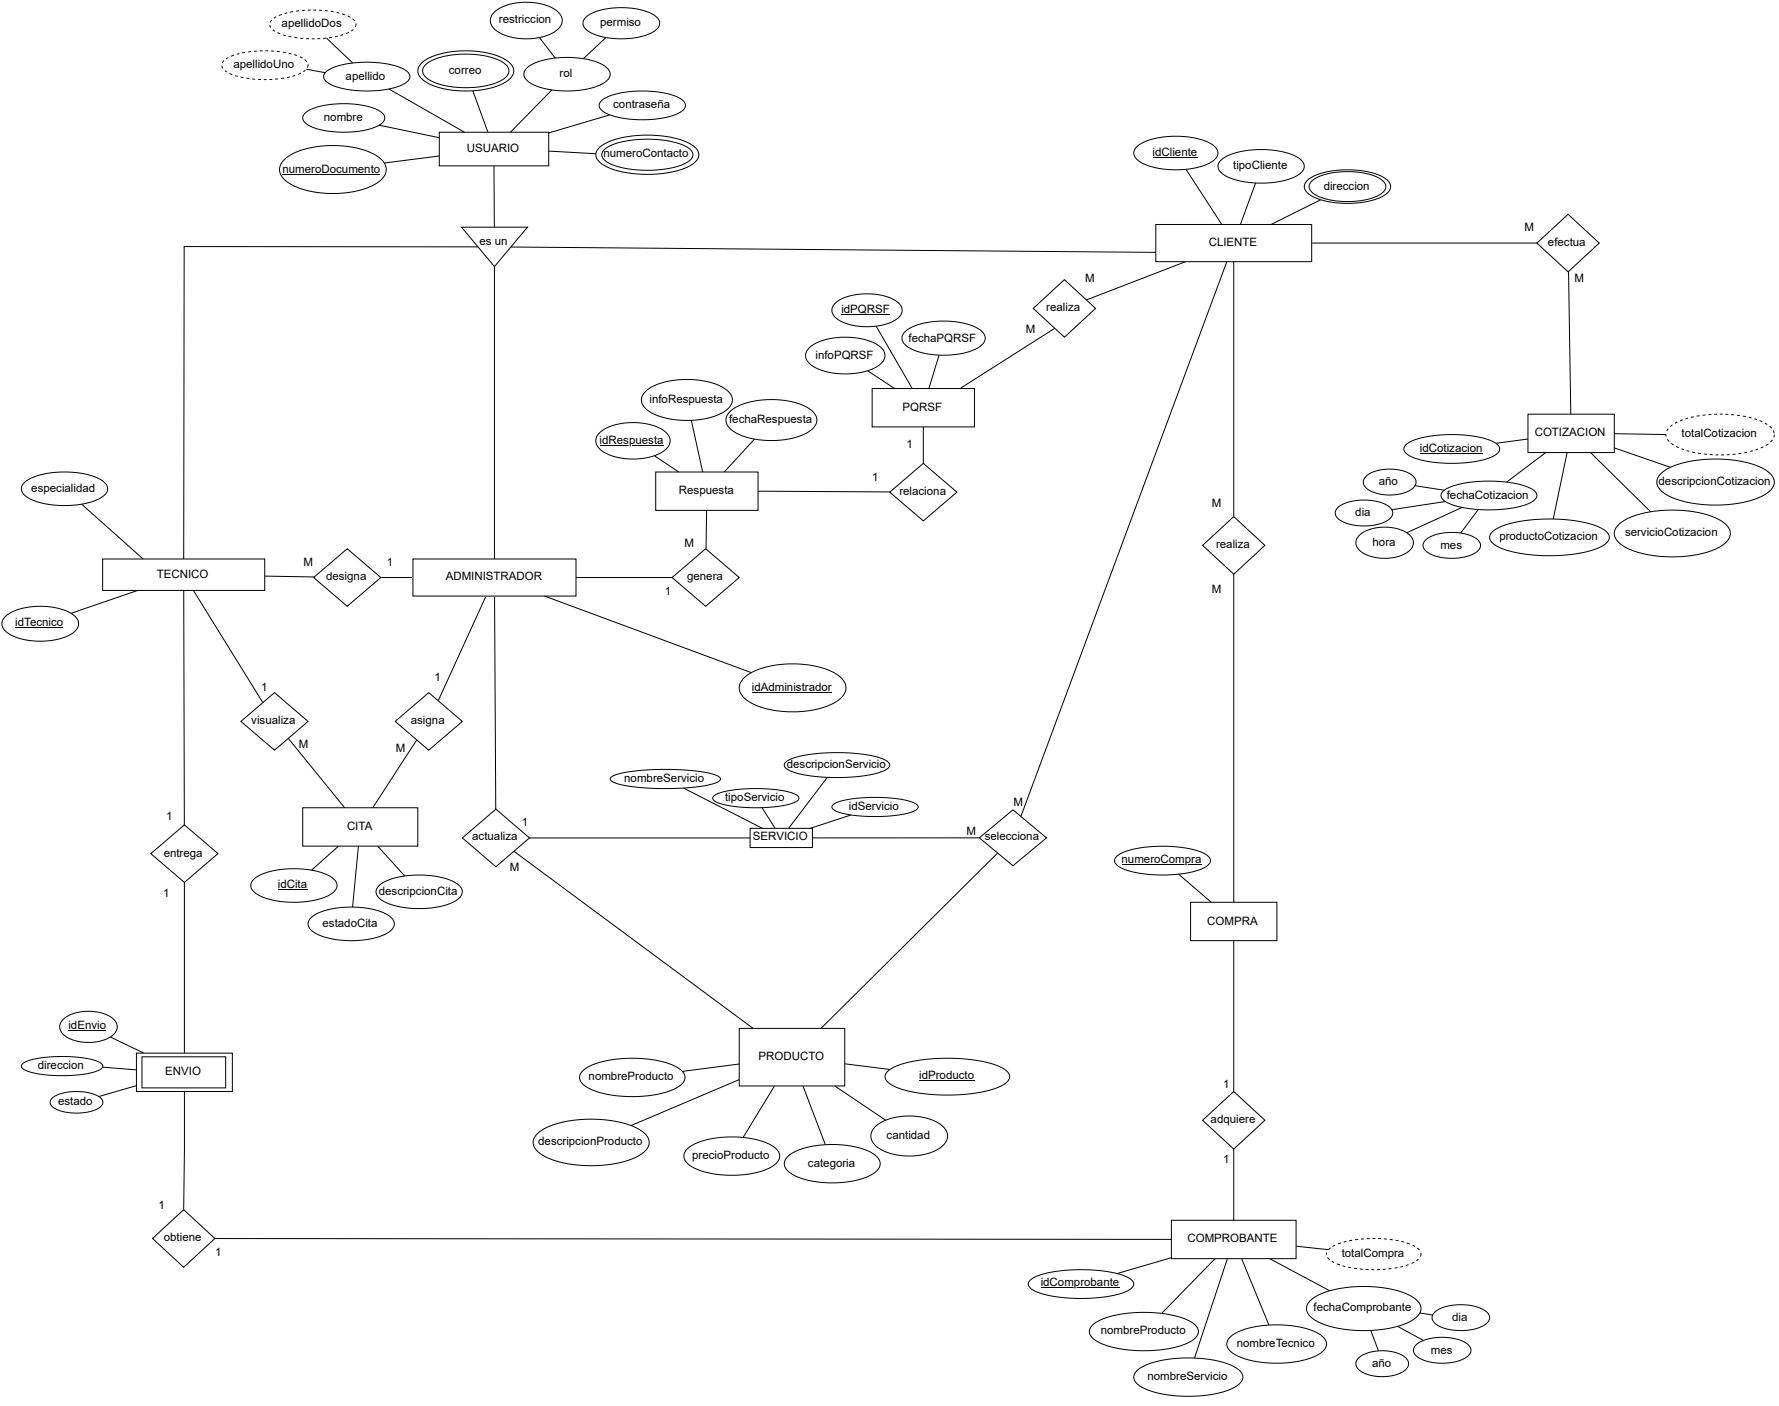 apellidoDos
restriccion
permiso
apellidoUno
apellido
correo
rol
contraseña
nombre
USUARIO
numeroContacto
numeroDocumento
idCliente
tipoCliente
direccion
es un
CLIENTE
M
efectua
M
M
realiza
M
idPQRSF
fechaPQRSF
infoPQRSF
PQRSF
1
infoRespuesta
fechaRespuesta
idRespuesta
Respuesta
1
relaciona
M
genera
1
COTIZACION
totalCotizacion
idCotizacion
descripcionCotizacion
año
fechaCotizacion
dia
hora
mes
productoCotizacion
servicioCotizacion
M
realiza
M
especialidad
TECNICO
M
designa
1
ADMINISTRADOR
idTecnico
idAdministrador
1
visualiza
M
1
asigna
M
CITA
idCita
descripcionCita
estadoCita
nombreServicio
descripcionServicio
tipoServicio
idServicio
SERVICIO
actualiza
1
M
M
M
selecciona
1
entrega
1
numeroCompra
COMPRA
idEnvio
direccion
estado
ENVIO
PRODUCTO
nombreProducto
idProducto
descripcionProducto
precioProducto
categoria
cantidad
1
adquiere
1
1
obtiene
1
COMPROBANTE
totalCompra
idComprobante
nombreProducto
nombreServicio
nombreTecnico
fechaComprobante
dia
mes
año